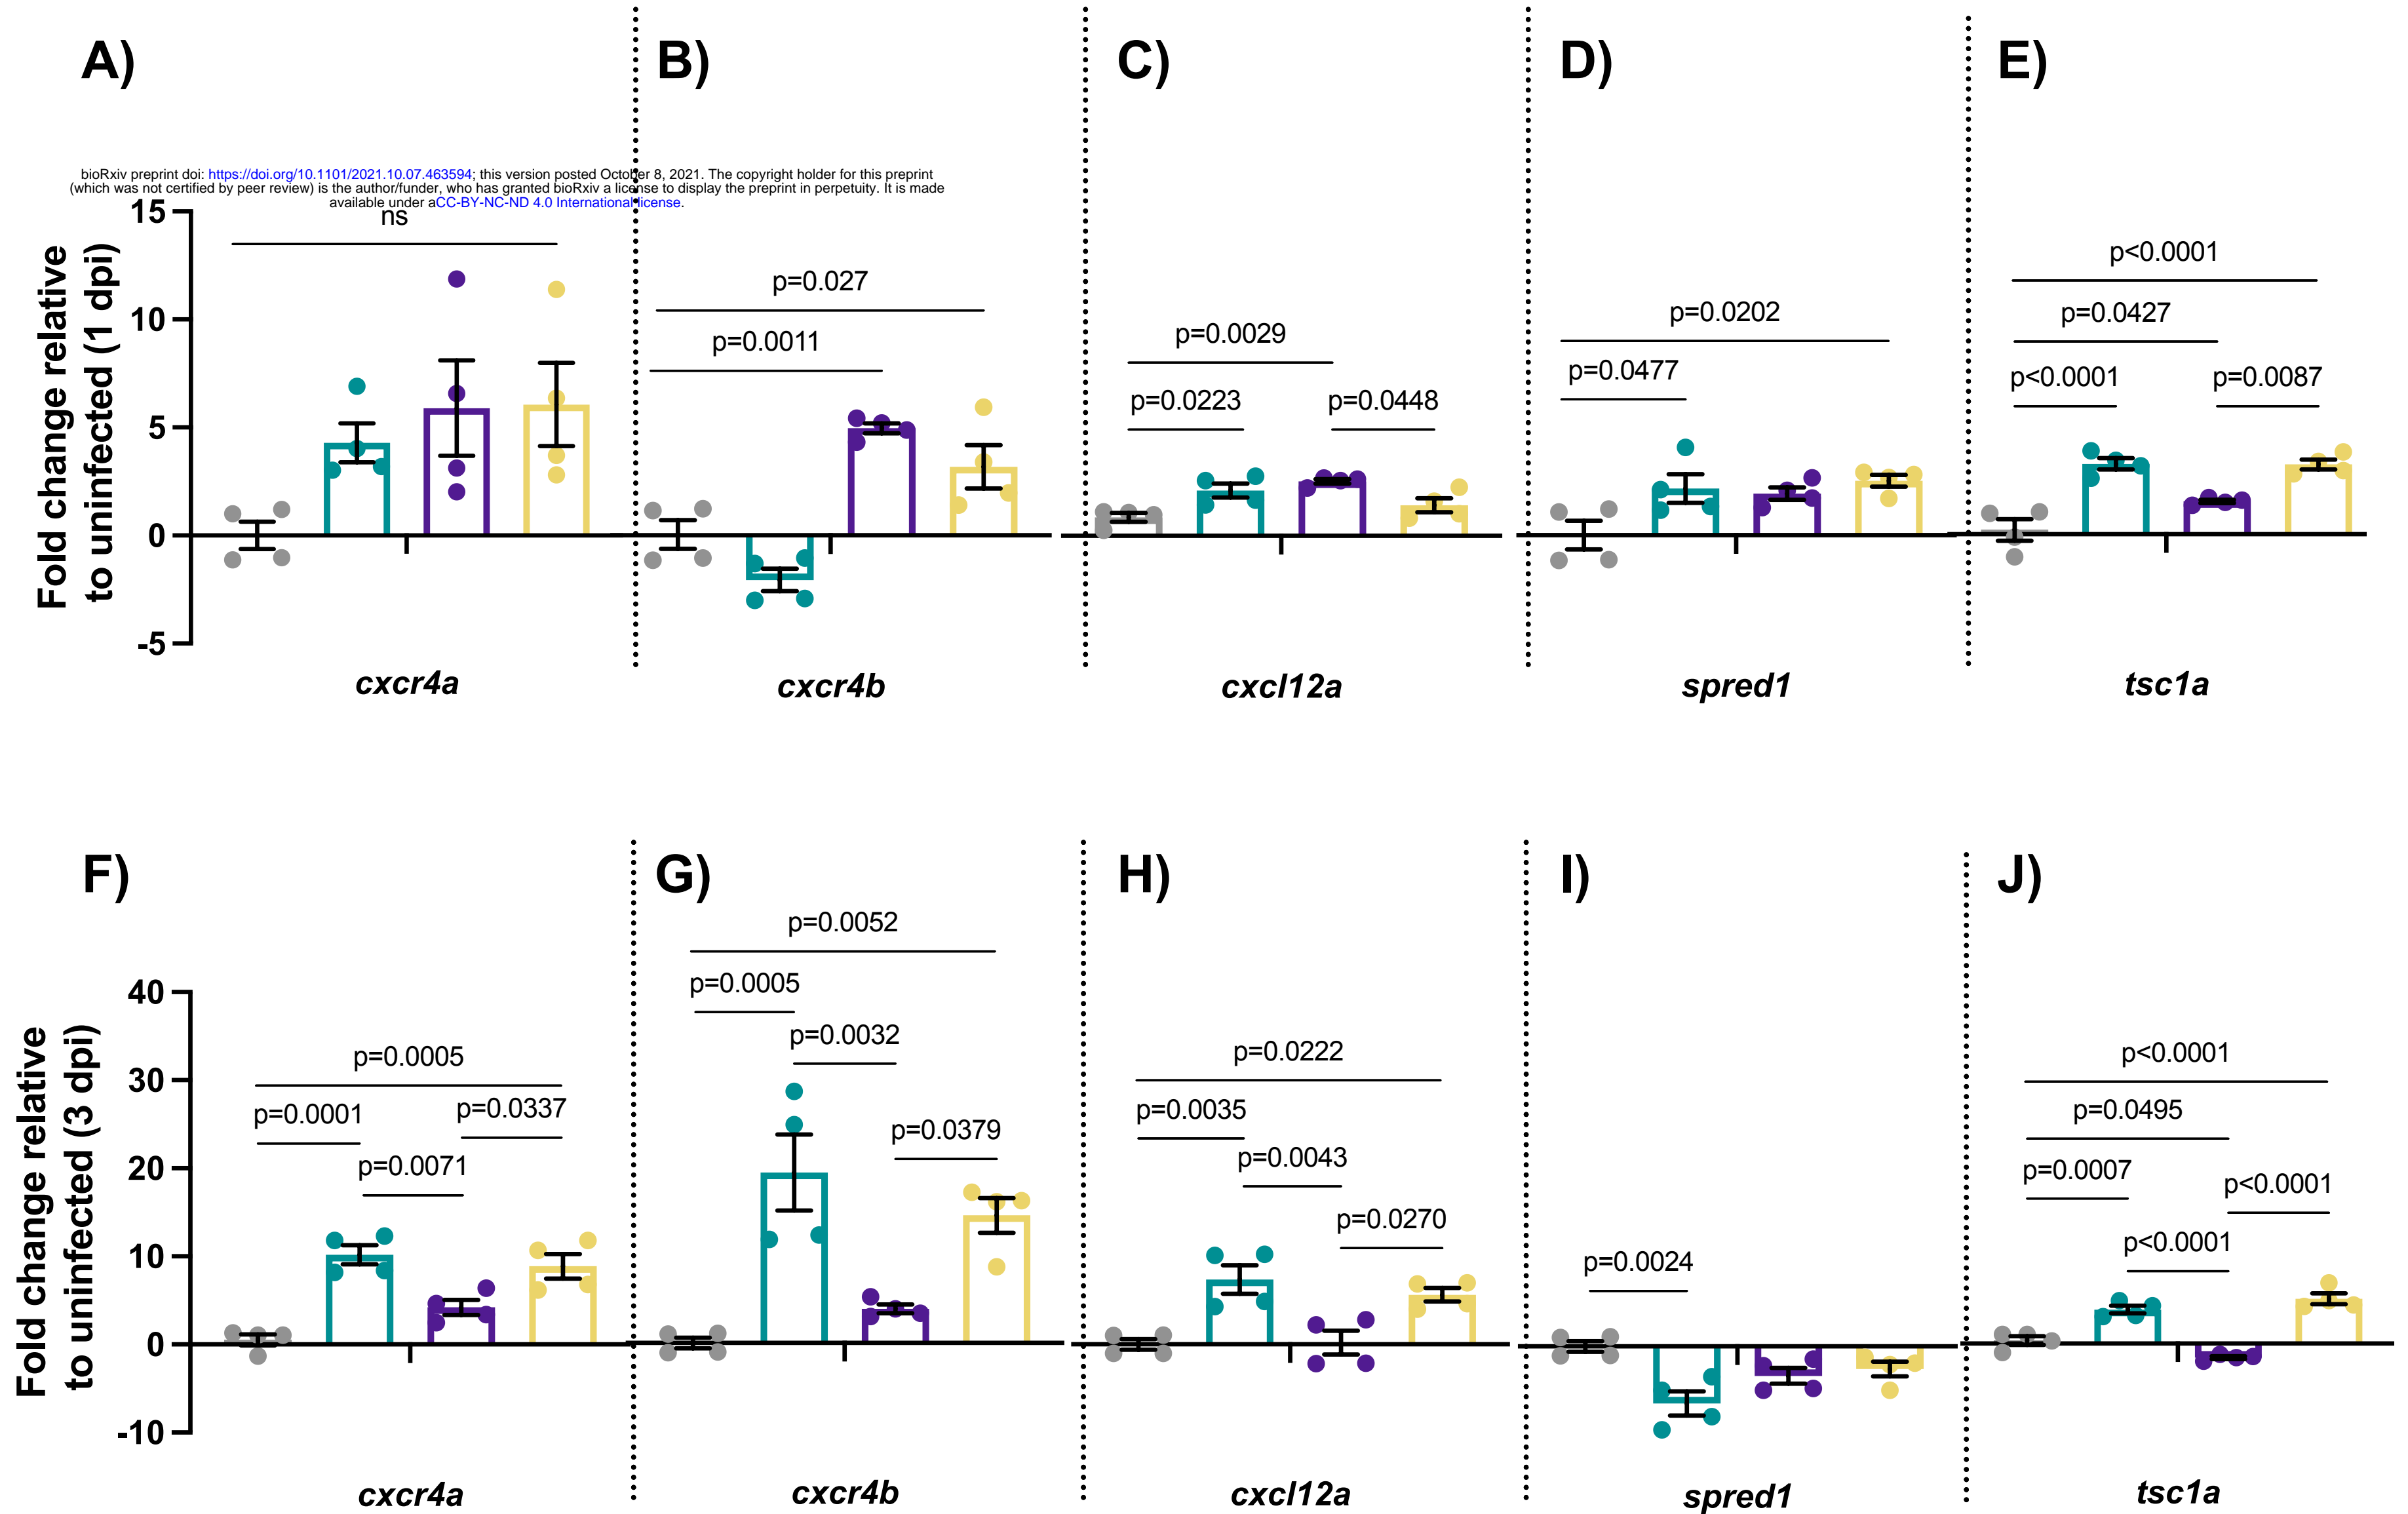 A)
B)
C)
D)
E)
bioRxiv preprint doi: https://doi.org/10.1101/2021.10.07.463594; this version posted October 8, 2021. The copyright holder for this preprint
(which was not certified by peer review) is the author/funder, who has granted bioRxiv a license to display the preprint in perpetuity. It is made
available under aCC-BY-NC-ND 4.0 International license.
Fold change relative
to uninfected (1 dpi)
15
10
5
0
-5
ns
cxcr4a
p=0.027
p=0.0011
cxcr4b
p=0.0029
p=0.0223
p=0.0448
cxcl12a
p=0.0202
p=0.0477
spred1
p<0.0001
p=0.0427
p<0.0001
p=0.0087
tsc1a
F)
G)
H)
I)
J)
Fold change relative
to uninfected (3 dpi)
40
30
20
10
0
-10
p=0.0005
p=0.0001
p=0.0337
p=0.0071
cxcr4a
p=0.0052
p=0.0005
p=0.0032
p=0.0379
cxcr4b
p=0.0222
p=0.0035
p=0.0043
p=0.0270
cxcl12a
p=0.0024
spred1
p<0.0001
p=0.0495
p=0.0007
p<0.0001
p<0.0001
tsc1a